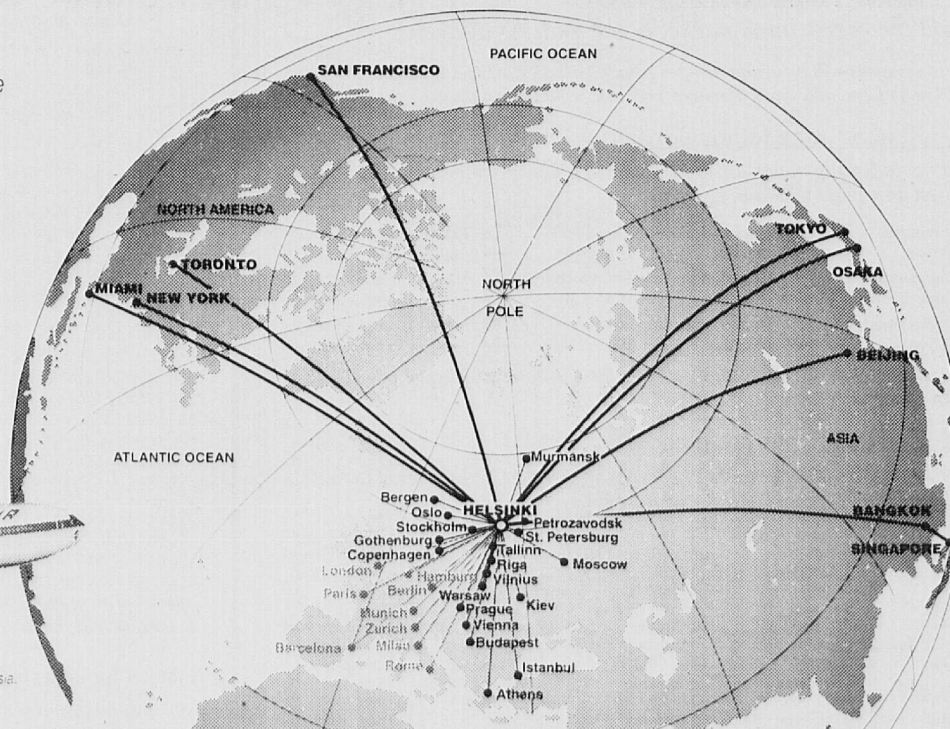 PACIFIC OCEAN
SAN FRANCISCO
NORTH AMERICA
TORONTO
MIAMI
NEW YORK
TOKYO
OSAKA
NORTH
POLE
BEIJING
ASIA
ATLANTIC OCEAN
Murmansk
Bergen
HELSINKI
BANGKOK
Oslo
Petrozavodsk
Stockholm
St. Petersburg
Gothenburg
SINGAPORE
Copenhagen
Tallinn
Riga
Moscow
London
Hamburg
Vilnius
Paris
Berlin
Warsaw
Kiev
Prague
Munich
Zurich
Vienna
Barcelona
Milan
Budapest
Rome
Istanbul
Athens